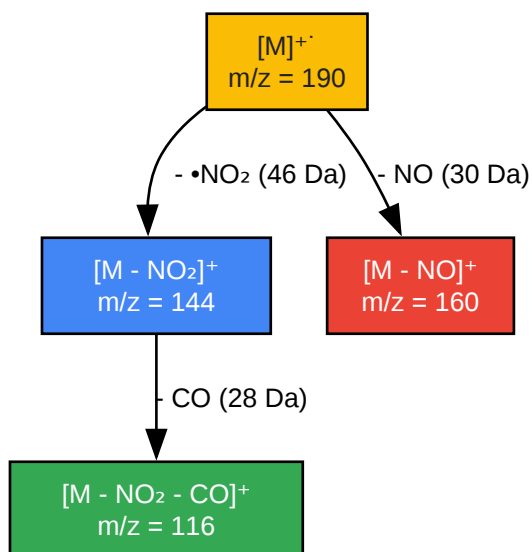 [M]⁺˙
m/z = 190
- •NO₂ (46 Da)
- NO (30 Da)
[M - NO₂]⁺
m/z = 144
[M - NO]⁺
m/z = 160
- CO (28 Da)
[M - NO₂ - CO]⁺
m/z = 116